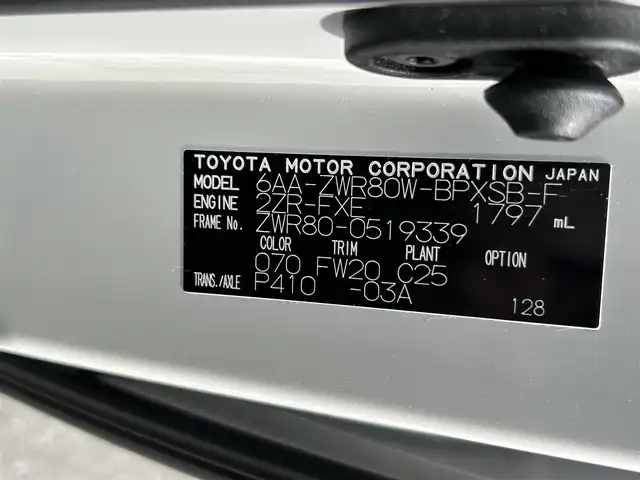 TOYOTA MOTOR CORPORATION JAPAN
MODEL 6AA-ZWR80W-BPXSB-F
ENGINE 2ZR-FXE 1797 mL
FRAME No. ZWR80-0519339
COLOR TRIM PLANT OPTION
070 FW20 C25
TRANS./AXLE P410 -03A 128